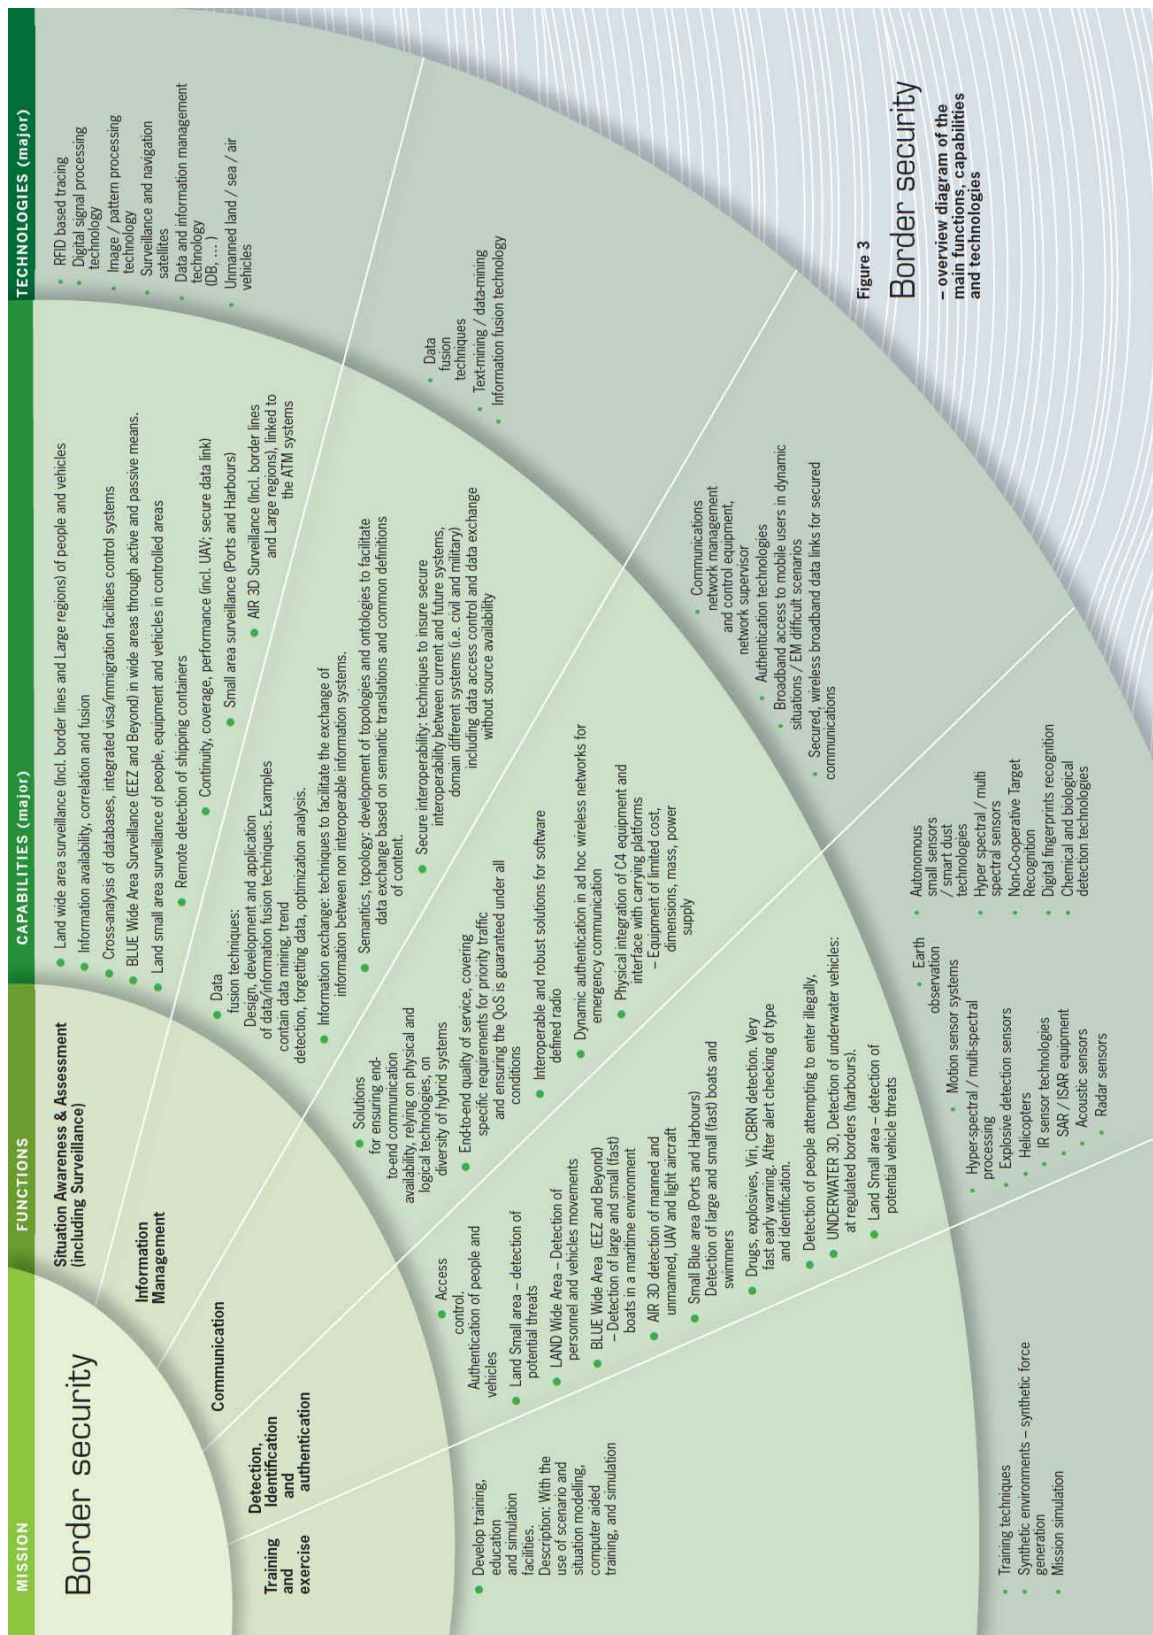 MISSION
FUNCTIONS
CAPABILITIES (major)
TECHNOLOGIES (major)
Border security
Situation Awareness & Assessment
(including Surveillance)
Information
Management
Communication
Detection,
Identification
and
authentication
Training
and
exercise
• Land wide area surveillance (Incl. border lines and Large regions) of people and vehicles
• Information availability, correlation and fusion
• Cross-analysis of databases, integrated visa/immigration facilities control systems
• BLUE Wide Area Surveillance (EEZ and Beyond) in wide areas through active and passive means.
• Land small area surveillance of people, equipment and vehicles in controlled areas
• Remote detection of shipping containers
• Continuity, coverage, performance (incl. UAV; secure data link)
• Small area surveillance (Ports and Harbours)
• AIR 3D Surveillance (Incl. border lines
and Large regions), linked to
the ATM systems
• Data
fusion techniques:
Design, development and application
of data/information fusion techniques. Examples
contain data mining, trend
detection, forgetting data, optimization analysis.
• Information exchange: techniques to facilitate the exchange of
information between non interoperable information systems.
• Semantics, topology: development of topologies and ontologies to facilitate
data exchange based on semantic translations and common definitions
of content.
• Secure interoperability: techniques to insure secure
interoperability between current and future systems,
domain different systems (i.e. civil and military)
including data access control and data exchange
without source availability
• Solutions
for ensuring end-
to-end communication
availability, relying on physical and
logical technologies, on
diversity of hybrid systems
• End-to-end quality of service, covering
specific requirements for priority traffic
and ensuring the QoS is guaranteed under all
conditions
• Interoperable and robust solutions for software
defined radio
• Dynamic authentication in ad hoc wireless networks for
emergency communication
• Physical integration of C4 equipment and
interface with carrying platforms
– Equipment of limited cost,
dimensions, mass, power
supply
• Access
control.
Authentication of people and
vehicles
• Land Small area – detection of
potential threats
• LAND Wide Area – Detection of
personnel and vehicles movements
• BLUE Wide Area (EEZ and Beyond)
– Detection of large and small (fast)
boats in a maritime environment
• AIR 3D detection of manned and
unmanned, UAV and light aircraft
• Small Blue area (Ports and Harbours)
Detection of large and small (fast) boats and
swimmers
• Drugs, explosives, Viri, CBRN detection. Very
fast early warning. After alert checking of type
and identification.
• Detection of people attempting to enter illegally,
• UNDERWATER 3D, Detection of underwater vehicles:
at regulated borders (harbours).
• Land Small area – detection of
potential vehicle threats
• Develop training,
education
and simulation
facilities.
Description: With the
use of scenario and
situation modelling,
computer aided
training, and simulation
• RFID based tracing
• Digital signal processing
technology
• Image / pattern processing
technology
• Surveillance and navigation
satellites
• Data and information management
technology
(DB, ... )
• Unmanned land / sea / air
vehicles
• Data
fusion
techniques
• Text-mining / data-mining
• Information fusion technology
• Communications
network management
and control equipment,
network supervisor
• Authentication technologies
• Broadband access to mobile users in dynamic
situations / EM difficult scenarios
• Secured, wireless broadband data links for secured
communications
• Autonomous
small sensors
/ smart dust
technologies
• Hyper spectral / multi
spectral sensors
• Non-Co-operative Target
Recognition
• Digital fingerprints recognition
• Chemical and biological
detection technologies
• Earth
observation
• Motion sensor systems
• Hyper-spectral / multi-spectral
processing
• Explosive detection sensors
• Helicopters
• IR sensor technologies
• SAR / ISAR equipment
• Acoustic sensors
• Radar sensors
• Training techniques
• Synthetic environments – synthetic force
generation
• Mission simulation
Figure 3
Border security
– overview diagram of the
main functions, capabilities
and technologies